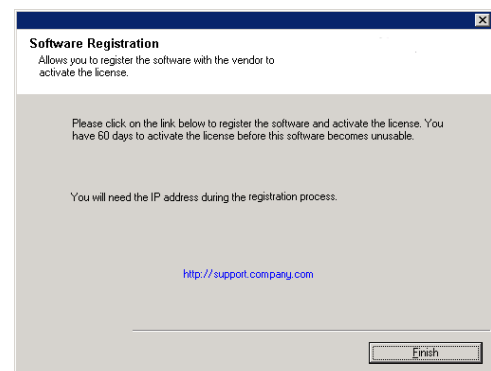 Software Registration
Allows you to register the software with the vendor to
activate the license.
Please click on the link below to register the software and activate the license. You
have 60 days to activate the license before this software becomes unusable.
You will need the IP address during the registration process.
http://support.company.com
Finish